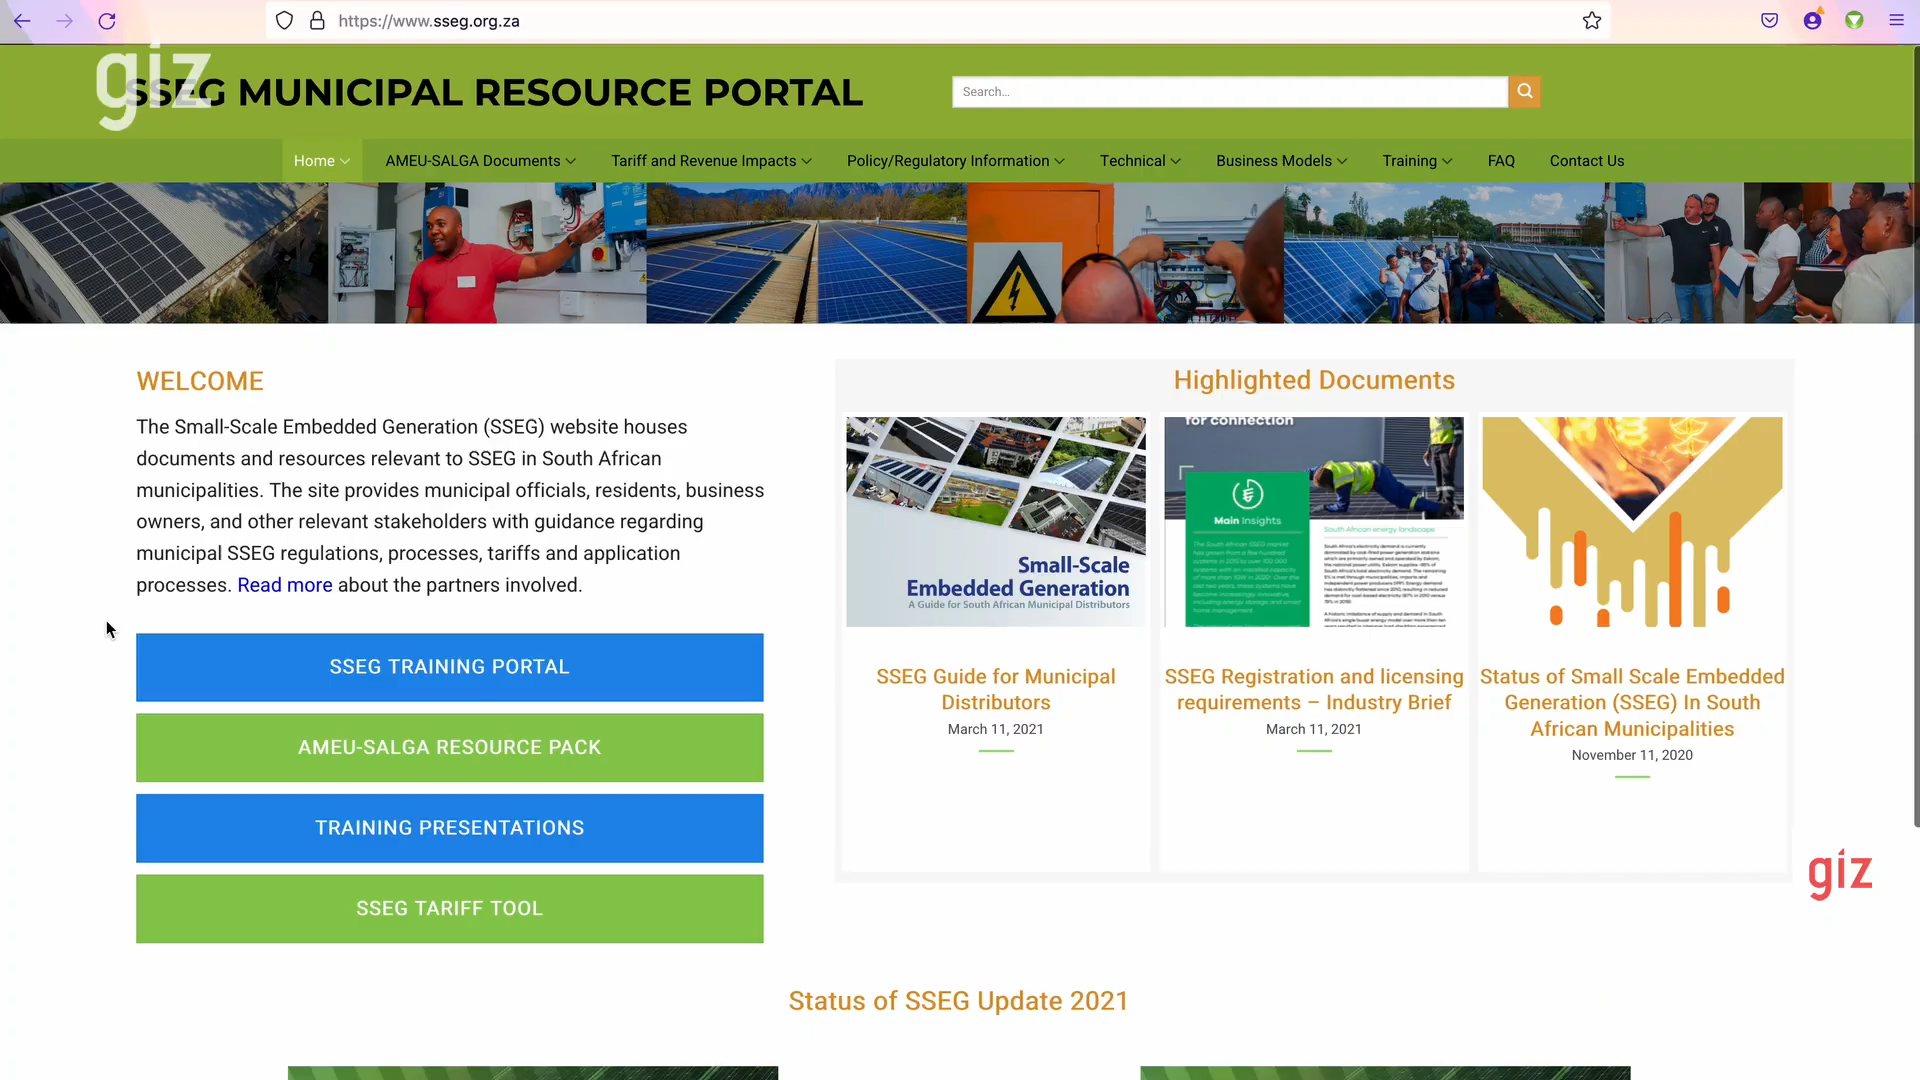 https://www.sseg.org.za
giz
SSEG MUNICIPAL RESOURCE PORTAL
Search...
Home
AMEU-SALGA Documents
Tariff and Revenue Impacts
Policy/Regulatory Information
Technical
Business Models
Training
FAQ
Contact Us
WELCOME
The Small-Scale Embedded Generation (SSEG) website houses
documents and resources relevant to SSEG in South African
municipalities. The site provides municipal officials, residents, business
owners, and other relevant stakeholders with guidance regarding
municipal SSEG regulations, processes, tariffs and application
processes. Read more about the partners involved.
SSEG TRAINING PORTAL
AMEU-SALGA RESOURCE PACK
TRAINING PRESENTATIONS
SSEG TARIFF TOOL
Highlighted Documents
Small-Scale
Embedded Generation
A Guide for South African Municipal Distributors
SSEG Guide for Municipal
Distributors
March 11, 2021
for connection
Main Insights
South African energy landscape
SSEG Registration and licensing
requirements – Industry Brief
March 11, 2021
Status of Small Scale Embedded
Generation (SSEG) In South
African Municipalities
November 11, 2020
giz
Status of SSEG Update 2021